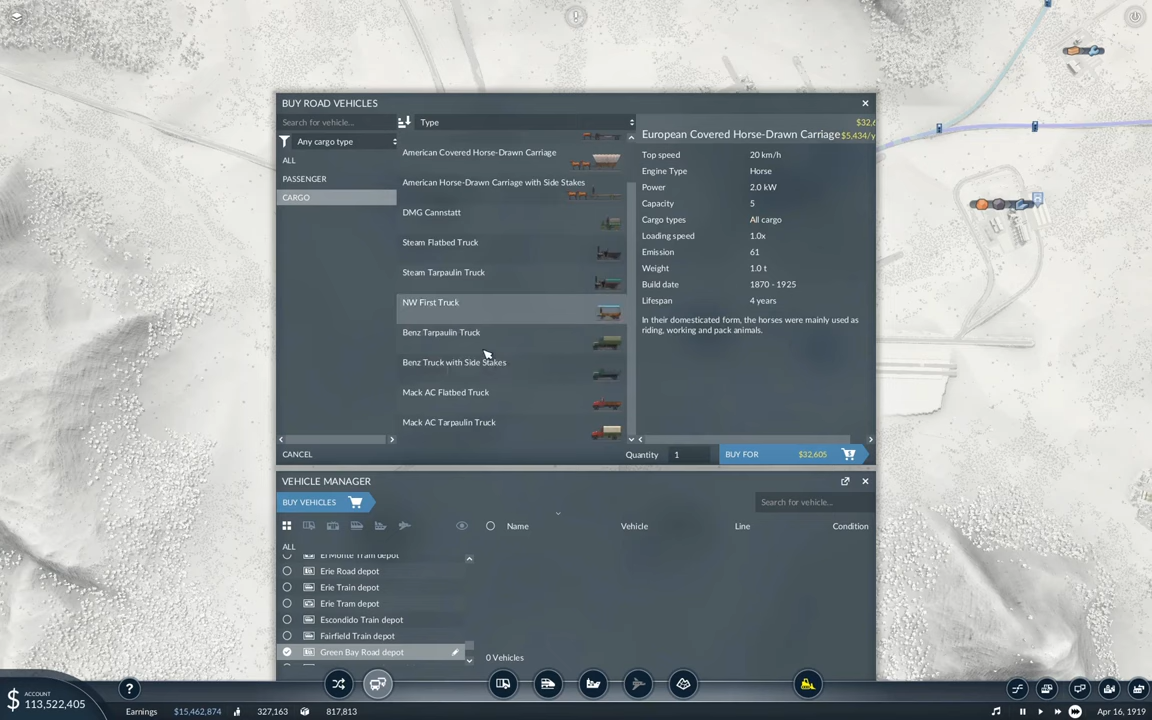 BUY ROAD VEHICLES
Search for vehicle...
Type
Any cargo type
ALL
PASSENGER
CARGO
American Covered Horse-Drawn Carriage
American Horse-Drawn Carriage with Side Stakes
DMG Cannstatt
Steam Flatbed Truck
Steam Tarpaulin Truck
NW First Truck
Benz Tarpaulin Truck
Benz Truck with Side Stakes
Mack AC Flatbed Truck
Mack AC Tarpaulin Truck
European Covered Horse-Drawn Carriage $5,434/y
Top speed 20 km/h
Engine Type Horse
Power 2.0 kW
Capacity 5
Cargo types All cargo
Loading speed 1.0x
Emission 61
Weight 1.0 t
Build date 1870 - 1925
Lifespan 4 years
In their domesticated form, the horses were mainly used as
riding, working and pack animals.
CANCEL
Quantity 1
BUY FOR $32,605
VEHICLE MANAGER
BUY VEHICLES
Search for vehicle...
Name Vehicle Line Condition
ALL
El Monte Tram depot
Erie Road depot
Erie Train depot
Erie Tram depot
Escondido Train depot
Fairfield Train depot
Green Bay Road depot
0 Vehicles
$ ACCOUNT
113,522,405
?
Earnings $15,462,874 327,163 817,813
Apr 16, 1919